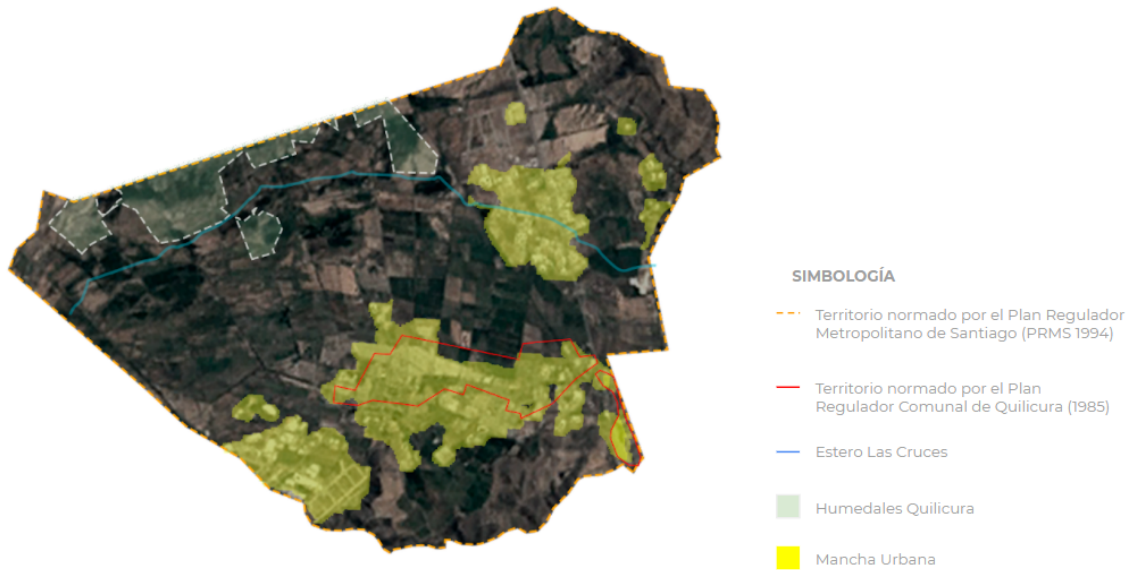 SIMBOLOGÍA
Territorio normado por el Plan Regulador
Metropolitano de Santiago (PRMS 1994)
Territorio normado por el Plan
Regulador Comunal de Quilicura (1985)
Estero Las Cruces
Humedales Quilicura
Mancha Urbana